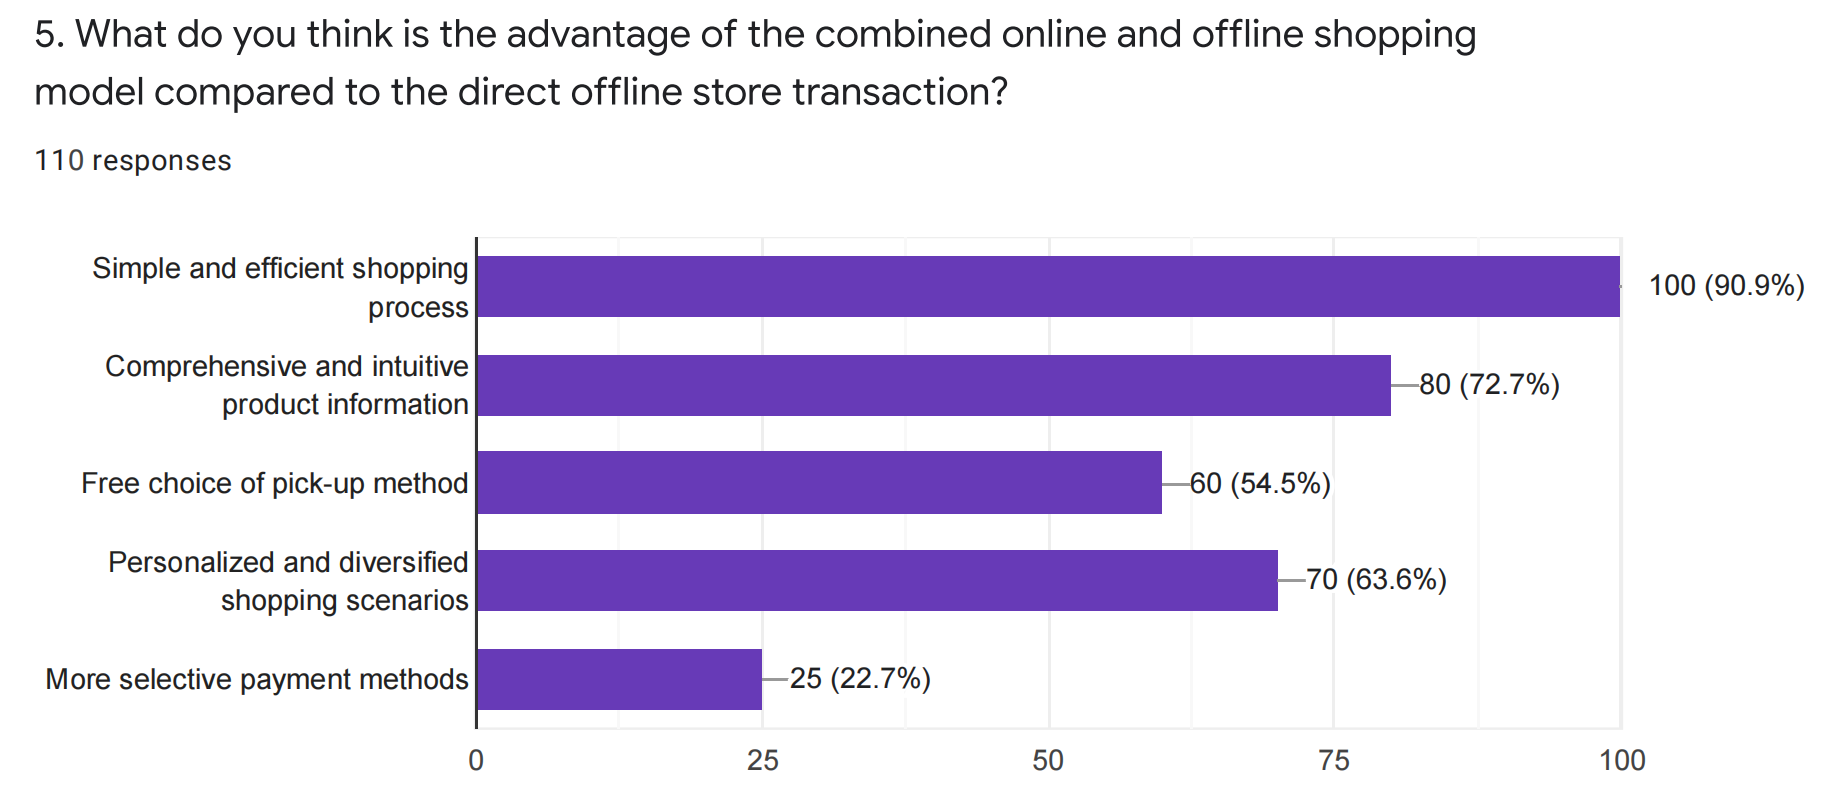 5. What do you think is the advantage of the combined online and offline shopping
model compared to the direct offline store transaction?
110 responses
Simple and efficient shopping
process
100 (90.9%)
Comprehensive and intuitive
product information
80 (72.7%)
Free choice of pick-up method
60 (54.5%)
Personalized and diversified
shopping scenarios
70 (63.6%)
More selective payment methods
25 (22.7%)
0 25 50 75 100